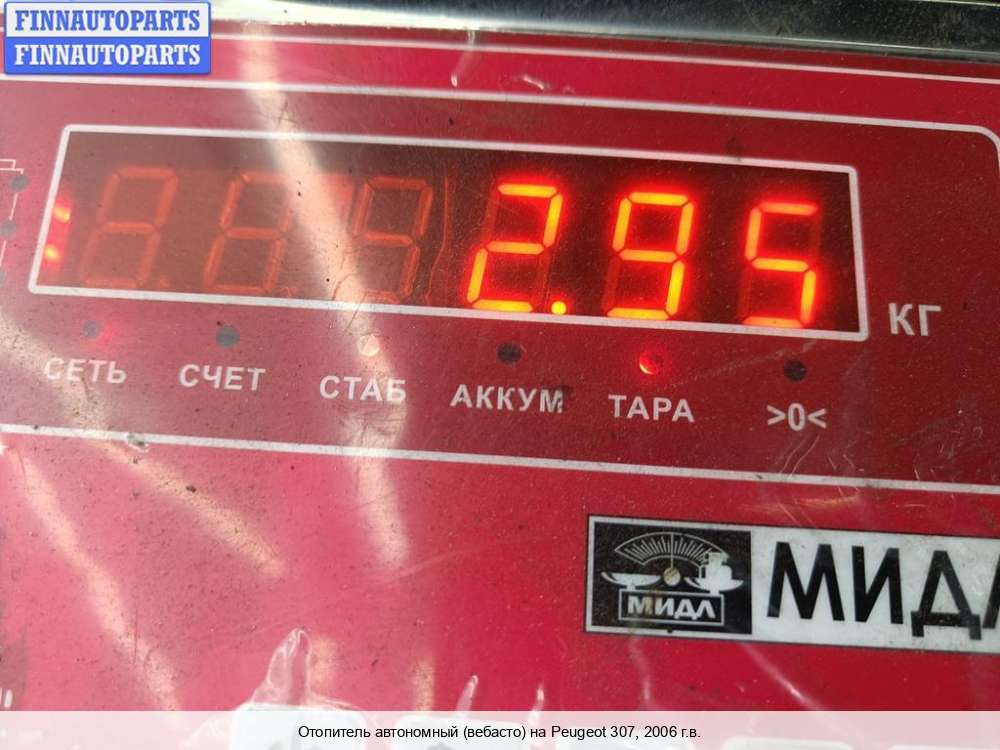 FINNAUTOPARTS
FINNAUTOPARTS
2.95
КГ
СЕТЬ СЧЕТ СТАБ АККУМ ТАРА >0<
МИДЛ
МИДЛ
Отопитель автономный (вебасто) на Peugeot 307, 2006 г.в.